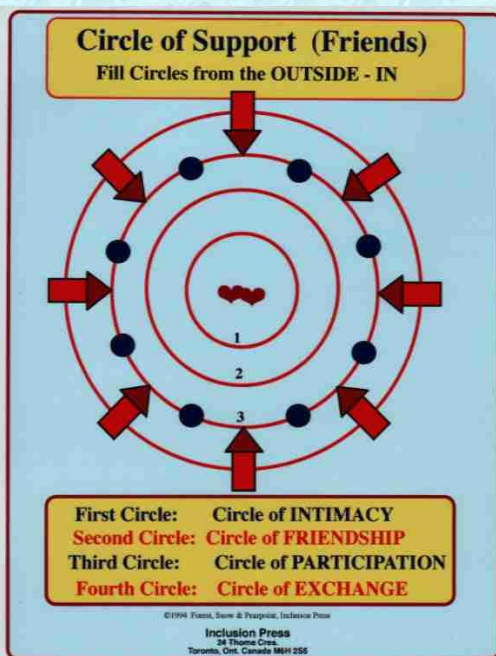 Circle of Support (Friends)
Fill Circles from the OUTSIDE - IN
1
2
3
First Circle: Circle of INTIMACY
Second Circle: Circle of FRIENDSHIP
Third Circle: Circle of PARTICIPATION
Fourth Circle: Circle of EXCHANGE
©1994 Forest, Snow & Pearpoint, Inclusion Press
Inclusion Press
24 Thome Cres.
Toronto, Ont. Canada M6H 2S5